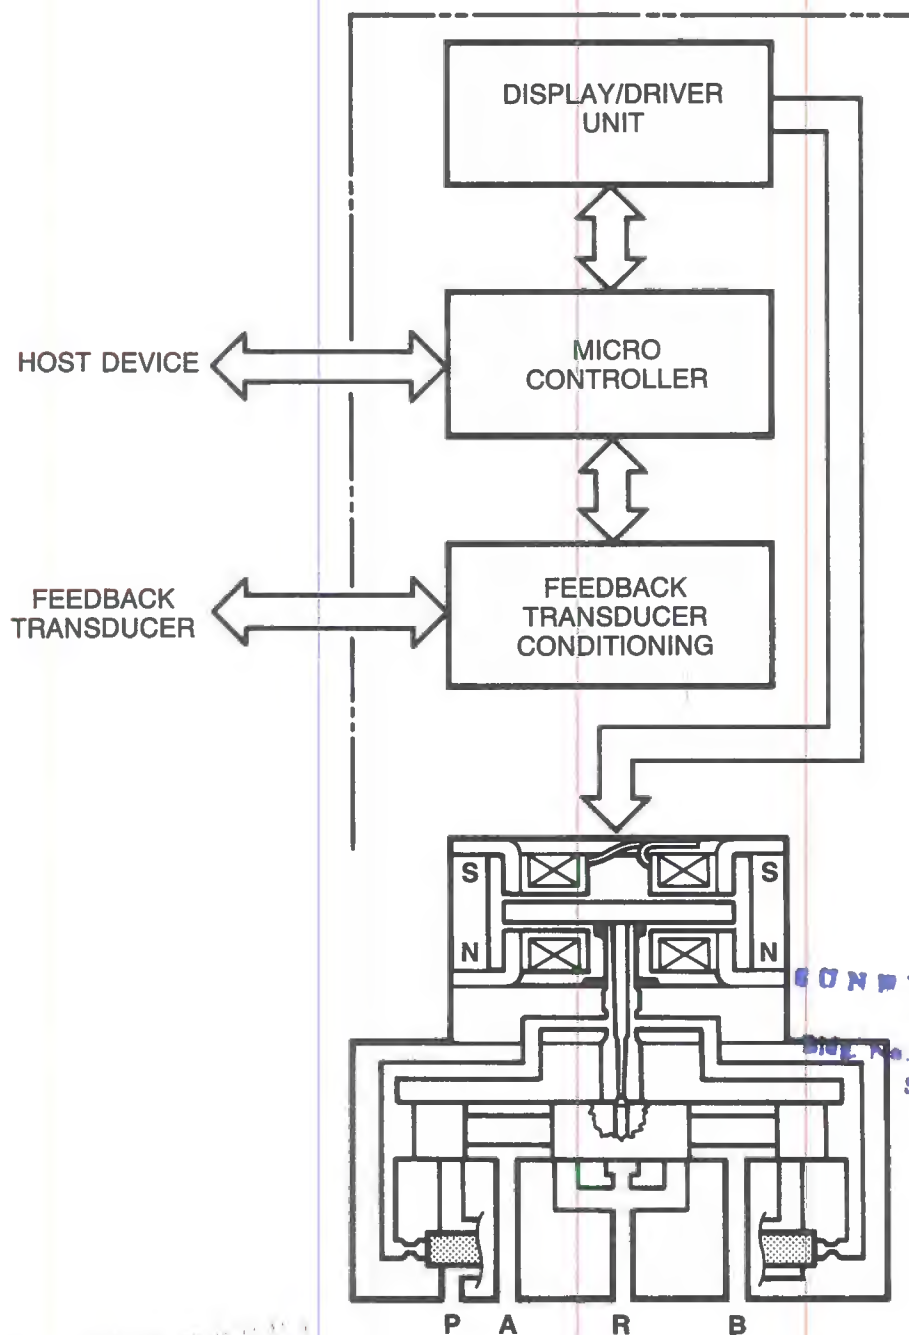 DISPLAY/DRIVER
UNIT
MICRO
CONTROLLER
HOST DEVICE
FEEDBACK
TRANSDUCER
CONDITIONING
FEEDBACK
TRANSDUCER
S
S
N
N
P A R B